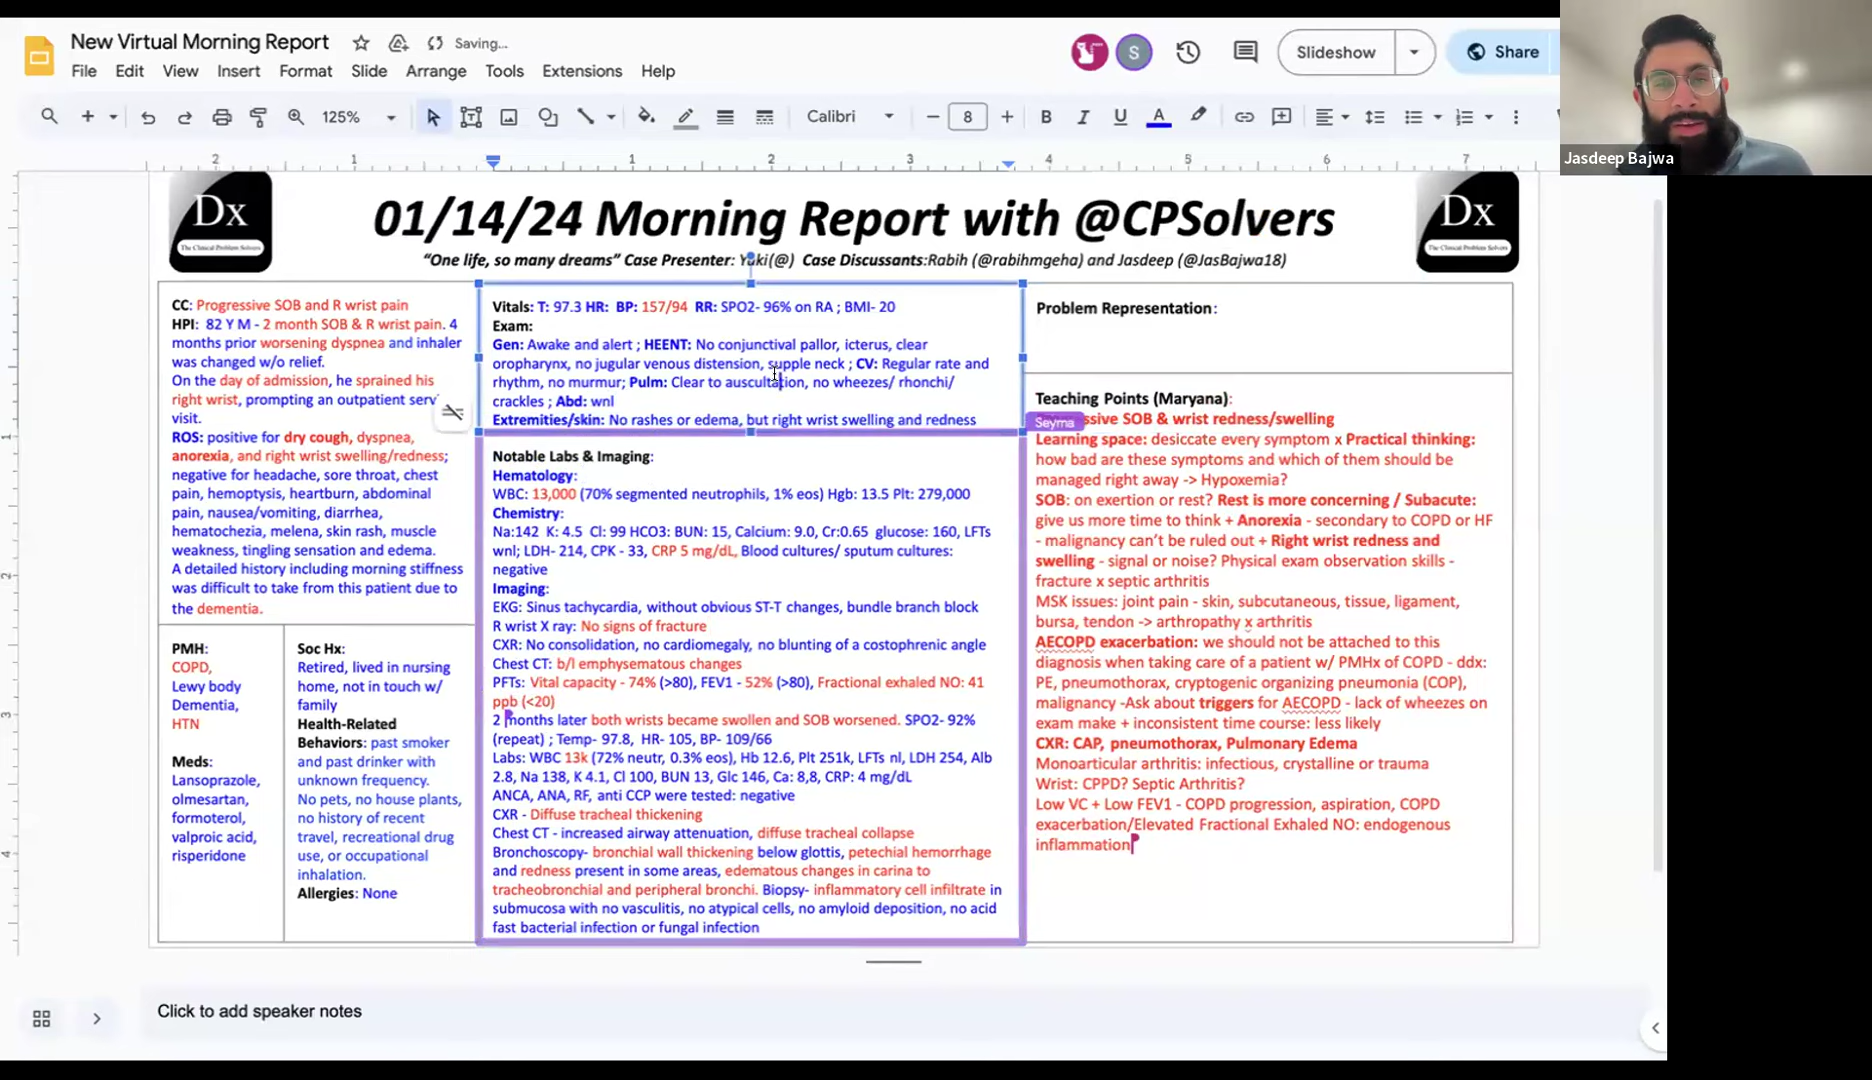 New Virtual Morning Report
Saving...
File Edit View Insert Format Slide Arrange Tools Extensions Help
S
Slideshow
Share
125%
Calibri
8
B I U A
Jasdeep Bajwa
2 1 1 2 3 4 5 6 7
1
2
3
4
Dx
The Clinical Problem Solvers
01/14/24 Morning Report with @CPSolvers
Dx
The Clinical Problem Solvers
“One life, so many dreams” Case Presenter: Yuki(@) Case Discussants:Rabih (@rabihmgeha) and Jasdeep (@JasBajwa18)
CC: Progressive SOB and R wrist pain
HPI: 82 Y M - 2 month SOB & R wrist pain. 4
months prior worsening dyspnea and inhaler
was changed w/o relief.
On the day of admission, he sprained his
right wrist, prompting an outpatient serv
visit.
ROS: positive for dry cough, dyspnea,
anorexia, and right wrist swelling/redness;
negative for headache, sore throat, chest
pain, hemoptysis, heartburn, abdominal
pain, nausea/vomiting, diarrhea,
hematochezia, melena, skin rash, muscle
weakness, tingling sensation and edema.
A detailed history including morning stiffness
was difficult to take from this patient due to
the dementia.
PMH:
COPD,
Lewy body
Dementia,
HTN
Meds:
Lansoprazole,
olmesartan,
formoterol,
valproic acid,
risperidone
Soc Hx:
Retired, lived in nursing
home, not in touch w/
family
Health-Related
Behaviors: past smoker
and past drinker with
unknown frequency.
No pets, no house plants,
no history of recent
travel, recreational drug
use, or occupational
inhalation.
Allergies: None
Vitals: T: 97.3 HR: BP: 157/94 RR: SPO2- 96% on RA ; BMI- 20
Exam:
Gen: Awake and alert ; HEENT: No conjunctival pallor, icterus, clear
oropharynx, no jugular venous distension, supple neck ; CV: Regular rate and
rhythm, no murmur; Pulm: Clear to auscultation, no wheezes/ rhonchi/
crackles ; Abd: wnl
Extremities/skin: No rashes or edema, but right wrist swelling and redness
Notable Labs & Imaging:
Hematology:
WBC: 13,000 (70% segmented neutrophils, 1% eos) Hgb: 13.5 Plt: 279,000
Chemistry:
Na:142 K: 4.5 Cl: 99 HCO3: BUN: 15, Calcium: 9.0, Cr:0.65 glucose: 160, LFTs
wnl; LDH- 214, CPK - 33, CRP 5 mg/dL, Blood cultures/ sputum cultures:
negative
Imaging:
EKG: Sinus tachycardia, without obvious ST-T changes, bundle branch block
R wrist X ray: No signs of fracture
CXR: No consolidation, no cardiomegaly, no blunting of a costophrenic angle
Chest CT: b/l emphysematous changes
PFTs: Vital capacity - 74% (>80), FEV1 - 52% (>80), Fractional exhaled NO: 41
ppb (<20)
2 months later both wrists became swollen and SOB worsened. SPO2- 92%
(repeat) ; Temp- 97.8, HR- 105, BP- 109/66
Labs: WBC 13k (72% neutr, 0.3% eos), Hb 12.6, Plt 251k, LFTs nl, LDH 254, Alb
2.8, Na 138, K 4.1, Cl 100, BUN 13, Glc 146, Ca: 8,8, CRP: 4 mg/dL
ANCA, ANA, RF, anti CCP were tested: negative
CXR - Diffuse tracheal thickening
Chest CT - increased airway attenuation, diffuse tracheal collapse
Bronchoscopy- bronchial wall thickening below glottis, petechial hemorrhage
and redness present in some areas, edematous changes in carina to
tracheobronchial and peripheral bronchi. Biopsy- inflammatory cell infiltrate in
submucosa with no vasculitis, no atypical cells, no amyloid deposition, no acid
fast bacterial infection or fungal infection
Problem Representation:
Teaching Points (Maryana):
Seyma
ssive SOB & wrist redness/swelling
Learning space: desiccate every symptom x Practical thinking:
how bad are these symptoms and which of them should be
managed right away -> Hypoxemia?
SOB: on exertion or rest? Rest is more concerning / Subacute:
give us more time to think + Anorexia - secondary to COPD or HF
- malignancy can’t be ruled out + Right wrist redness and
swelling - signal or noise? Physical exam observation skills -
fracture x septic arthritis
MSK issues: joint pain - skin, subcutaneous, tissue, ligament,
bursa, tendon -> arthropathy x arthritis
AECOPD exacerbation: we should not be attached to this
diagnosis when taking care of a patient w/ PMHx of COPD - ddx:
PE, pneumothorax, cryptogenic organizing pneumonia (COP),
malignancy -Ask about triggers for AECOPD - lack of wheezes on
exam make + inconsistent time course: less likely
CXR: CAP, pneumothorax, Pulmonary Edema
Monoarticular arthritis: infectious, crystalline or trauma
Wrist: CPPD? Septic Arthritis?
Low VC + Low FEV1 - COPD progression, aspiration, COPD
exacerbation/Elevated Fractional Exhaled NO: endogenous
inflammation
Click to add speaker notes